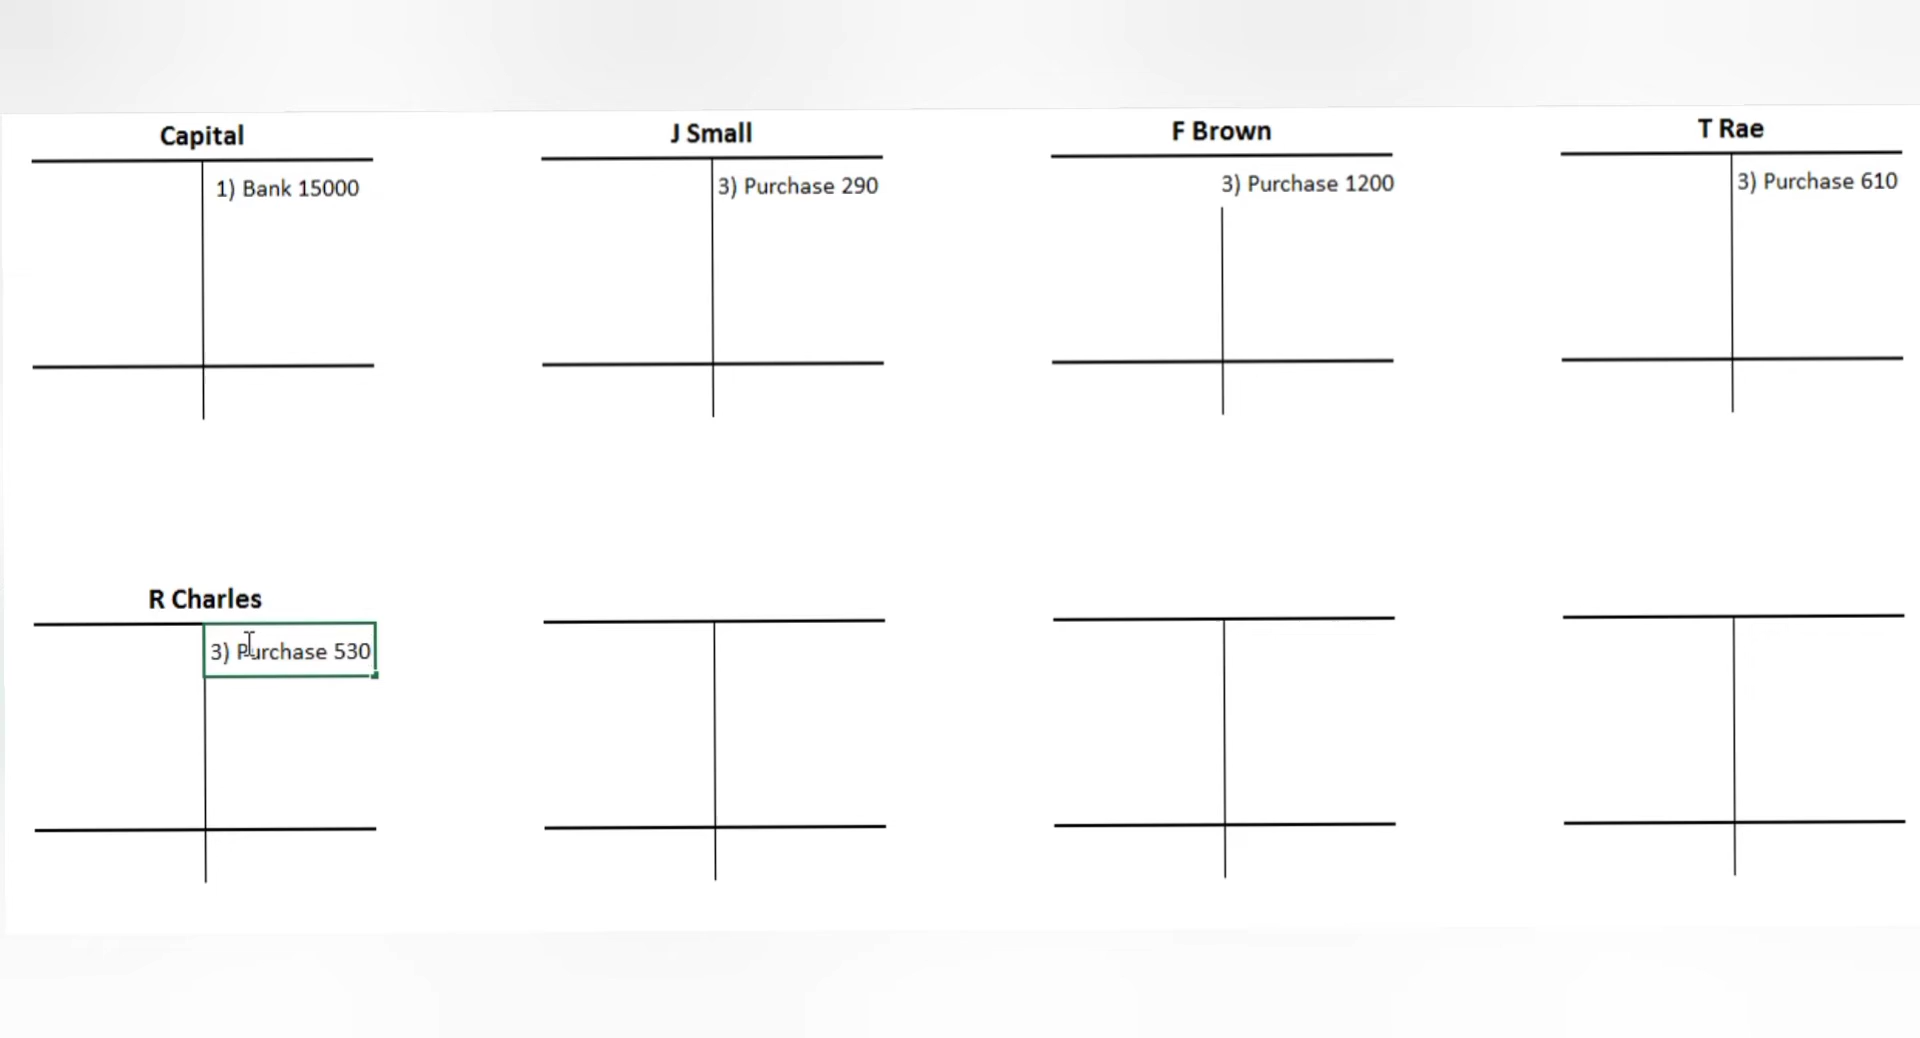 Capital
J Small
F Brown
T Rae
1) Bank 15000
3) Purchase 290
3) Purchase 1200
3) Purchase 610
R Charles
3) Purchase 530